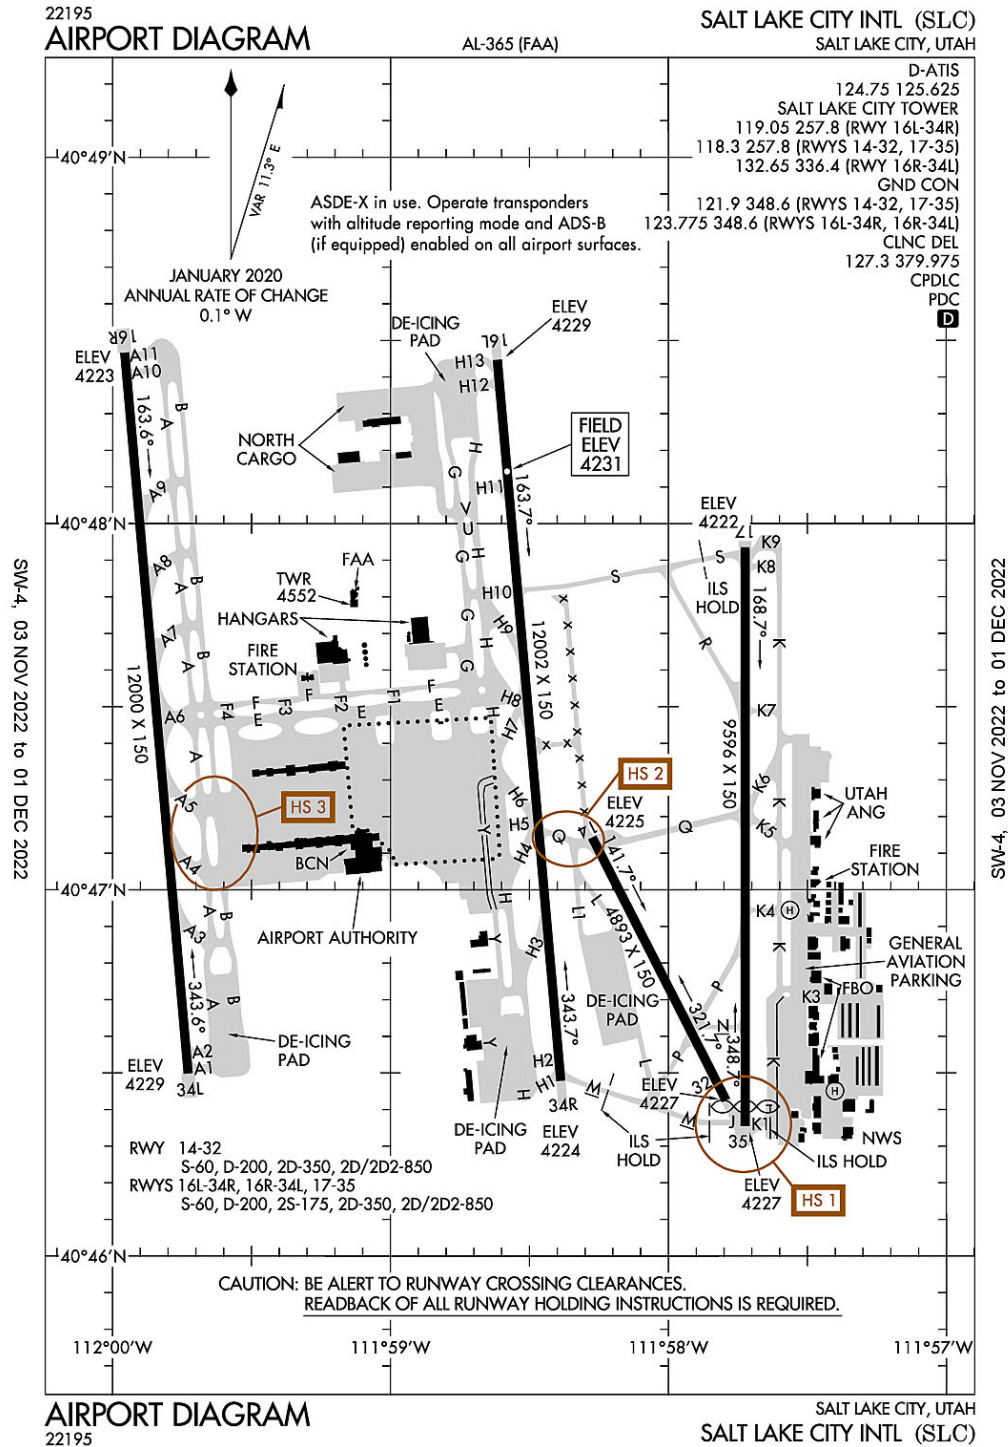 22195
AIRPORT DIAGRAM
AL-365 (FAA)
SALT LAKE CITY INTL (SLC)
SALT LAKE CITY, UTAH
D-ATIS
124.75 125.625
SALT LAKE CITY TOWER
119.05 257.8 (RWY 16L-34R)
118.3 257.8 (RWYS 14-32, 17-35)
132.65 336.4 (RWY 16R-34L)
GND CON
121.9 348.6 (RWYS 14-32, 17-35)
123.775 348.6 (RWYS 16L-34R, 16R-34L)
CLNC DEL
127.3 379.975
CPDLC
PDC
D
40°49'N
VAR 11.3° E
JANUARY 2020
ANNUAL RATE OF CHANGE
0.1° W
ASDE-X in use. Operate transponders
with altitude reporting mode and ADS-B
(if equipped) enabled on all airport surfaces.
16R
ELEV
4223
A11
A10
B
A
163.6°
A9
DE-ICING
PAD
16L
ELEV
4229
H13
H12
NORTH
CARGO
H
G
H11
FIELD
ELEV
4231
163.7°
ELEV
4222
17
K9
K8
40°48'N
A8
B
A
A7
B
A
V
U
G
H
FAA
TWR
4552
HANGARS
FIRE
STATION
H10
H9
G
H
G
S
S
ILS
HOLD
168.7°
R
K
12000 X 150
12002 X 150
9596 X 150
A6
F4
F
E
F3
F
F2
E
F1
F
E
H
H8
H7
X
X
X
X
X
X
X
X
X
X
K7
A
A5
HS 3
A4
H6
H5
H4
Y
HS 2
ELEV
4225
Q
14
Q
K6
K
K5
UTAH
ANG
FIRE
STATION
BCN
AIRPORT AUTHORITY
40°47'N
141.7°
4893 X 150
L
L1
H
H3
Y
K4
H
K
GENERAL
AVIATION
PARKING
A
B
A3
343.6°
B
A
DE-ICING
PAD
A2
A1
ELEV
4229
34L
343.7°
DE-ICING
PAD
P
P
L
321.7°
N
348.7°
K3
FBO
K
H
Y
DE-ICING
PAD
H
H2
H1
34R
ELEV
4224
M
ILS
HOLD
ELEV
4227
32
K
T
M
J
K1
35
ELEV
4227
ILS HOLD
NWS
HS 1
RWY 14-32
S-60, D-200, 2D-350, 2D/2D2-850
RWYS 16L-34R, 16R-34L, 17-35
S-60, D-200, 2S-175, 2D-350, 2D/2D2-850
40°46'N
CAUTION: BE ALERT TO RUNWAY CROSSING CLEARANCES.
READBACK OF ALL RUNWAY HOLDING INSTRUCTIONS IS REQUIRED.
112°00'W
111°59'W
111°58'W
111°57'W
SW-4, 03 NOV 2022 to 01 DEC 2022
SW-4, 03 NOV 2022 to 01 DEC 2022
AIRPORT DIAGRAM
22195
SALT LAKE CITY, UTAH
SALT LAKE CITY INTL (SLC)